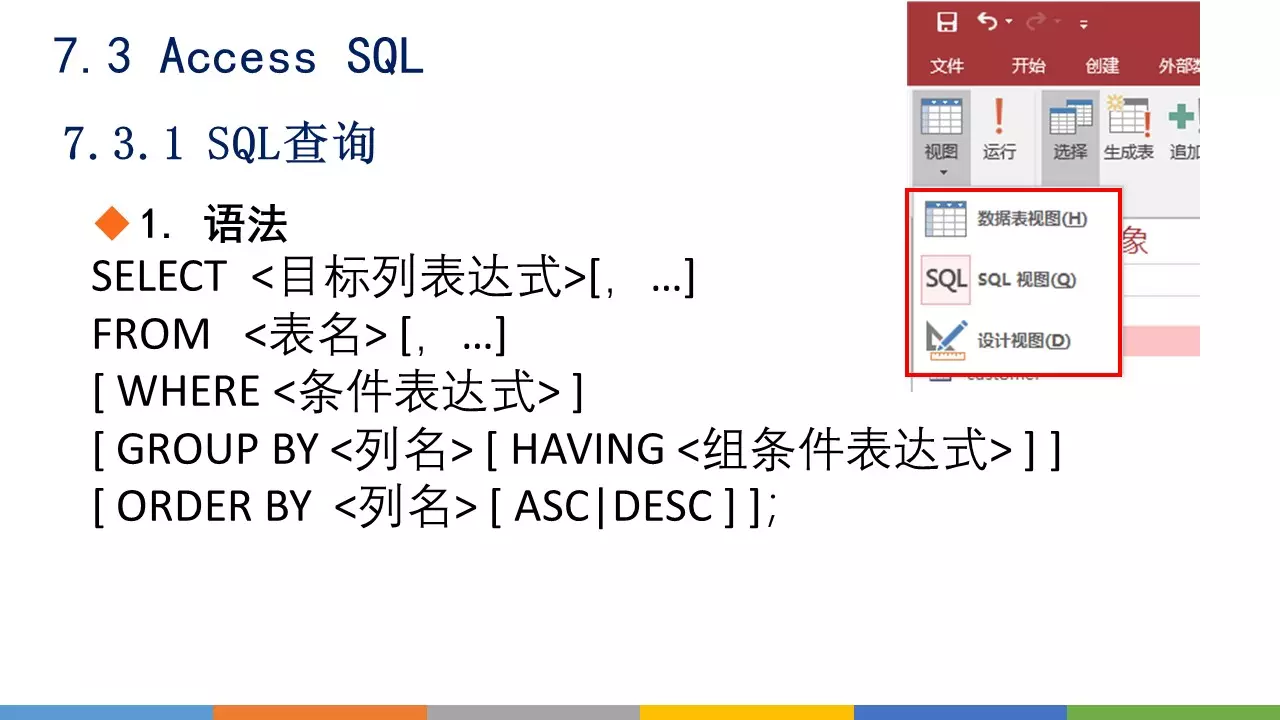 7.3 Access SQL
7.3.1 SQL查询
1. 语法
SELECT <目标列表达式>[, …]
FROM <表名> [, …]
[ WHERE <条件表达式> ]
[ GROUP BY <列名> [ HAVING <组条件表达式> ] ]
[ ORDER BY <列名> [ ASC|DESC ] ];
文件 开始 创建 外部数
视图 运行 选择 生成表 追加
数据表视图(H)
象
SQL SQL 视图(Q)
设计视图(D)